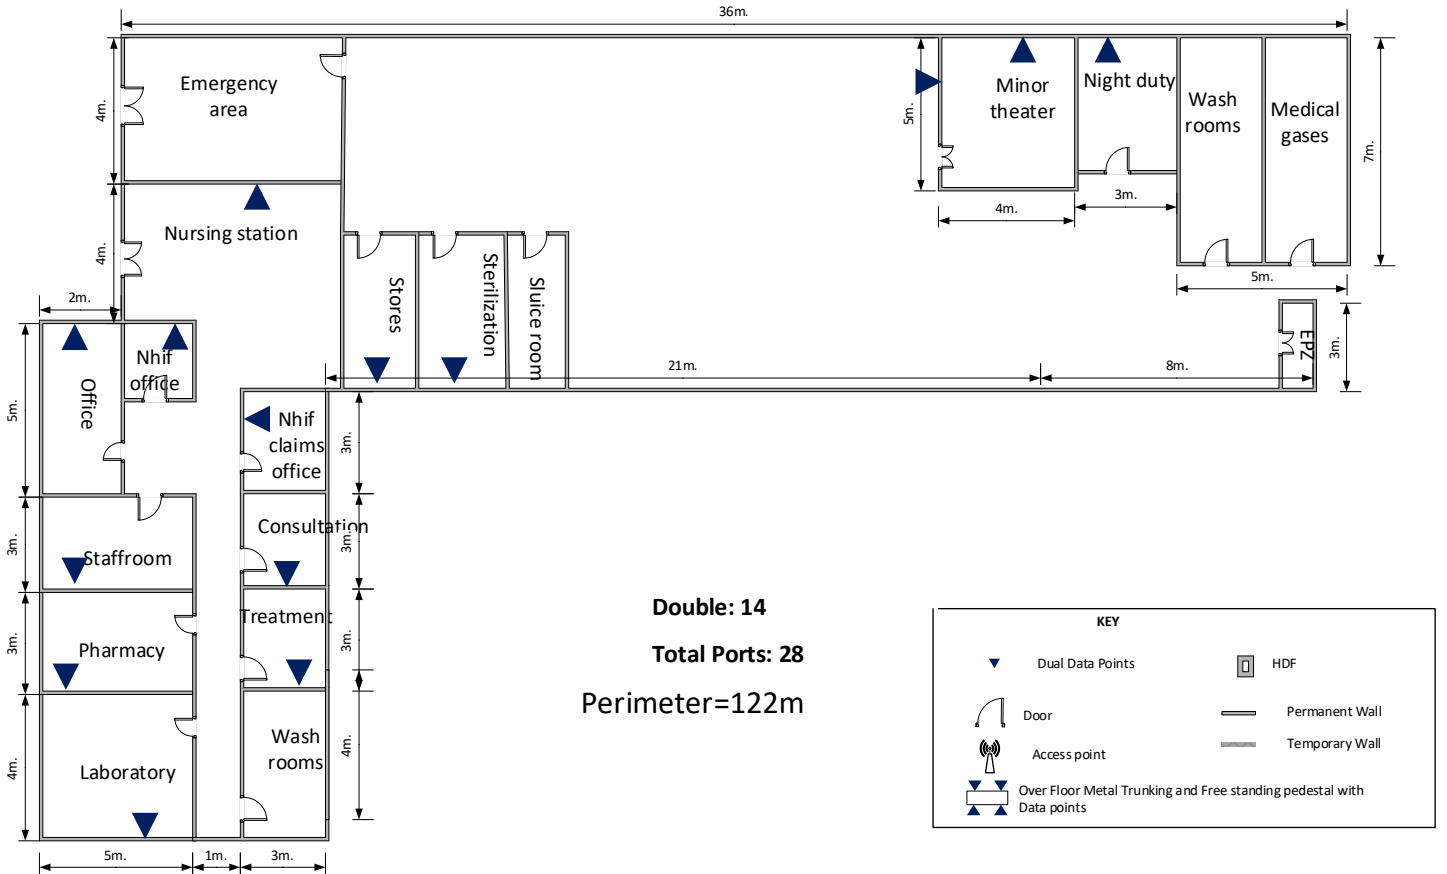 36m.
Emergency
area
4m.
5m.
Minor
theater
Night duty
Wash
rooms
Medical
gases
7m.
4m.
3m.
5m.
Nursing station
4m.
2m.
Stores
Sterilization
Sluice room
EPZ
3m.
21m.
8m.
Office
Nhif
office
5m.
Nhif
claims
office
3m.
Consultation
3m.
Staffroom
3m.
Treatment
3m.
Pharmacy
3m.
Wash
rooms
4m.
Laboratory
4m.
5m.
1m.
3m.
Double: 14
Total Ports: 28
Perimeter=122m
KEY
Dual Data Points
HDF
Door
Permanent Wall
Access point
Temporary Wall
Over Floor Metal Trunking and Free standing pedestal with
Data points